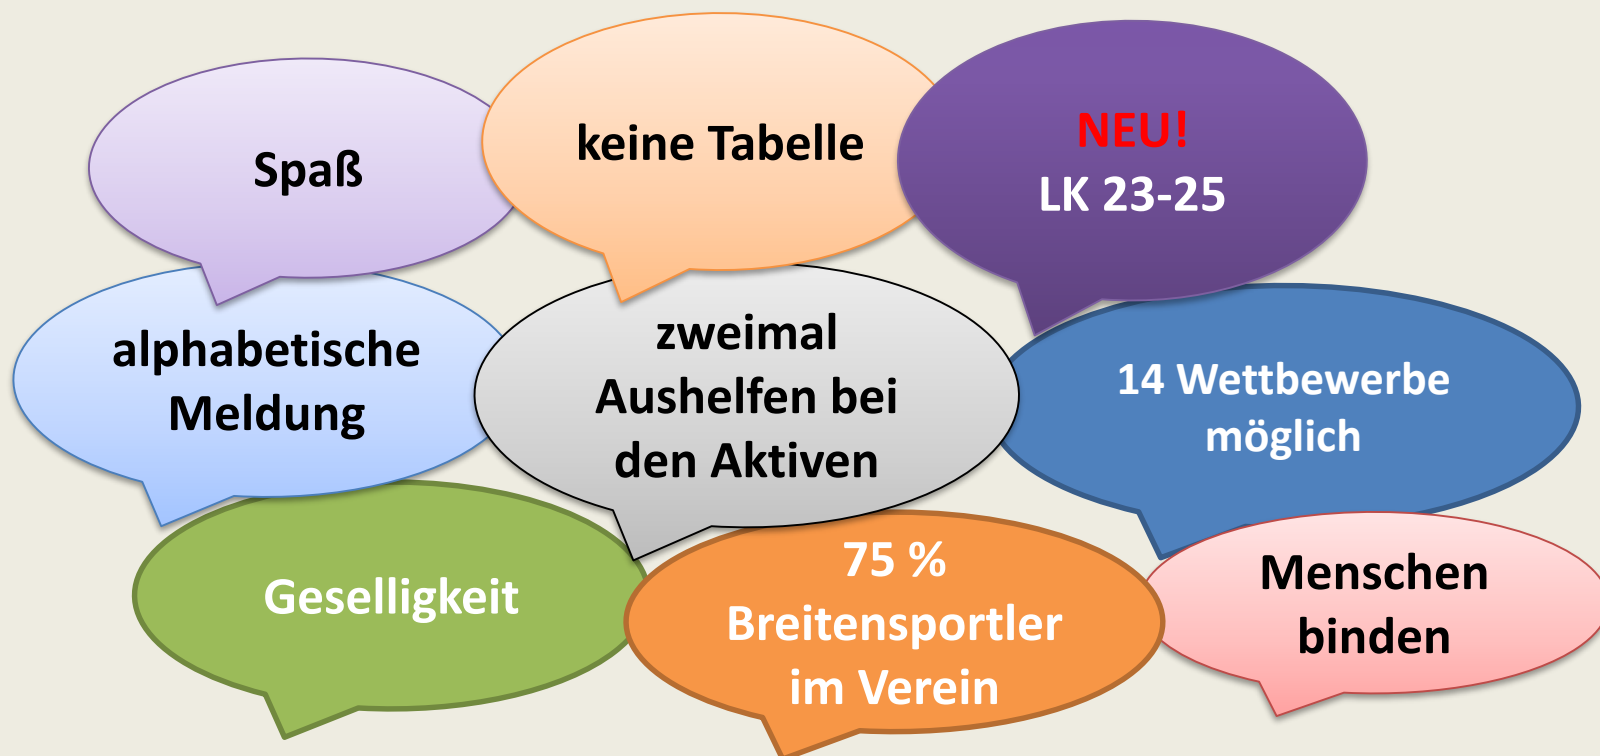 Spaß
keine Tabelle
NEU!
LK 23-25
alphabetische
Meldung
zweimal
Aushelfen bei
den Aktiven
14 Wettbewerbe
möglich
Geselligkeit
75 %
Breitensportler
im Verein
Menschen
binden